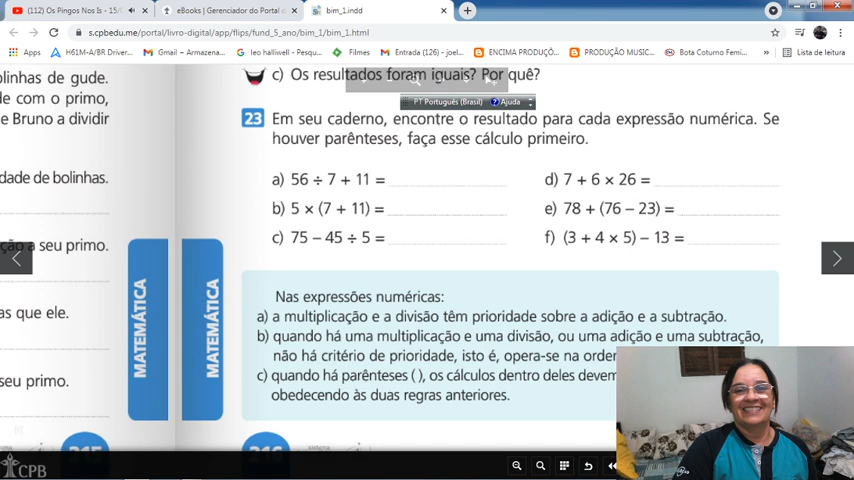 (112) Os Pingos Nos Is - 15/0
eBooks | Gerenciador do Portal d
bim_1.indd
s.cpbedu.me/portal/livro-digital/app/flips/fund_5_ano/bim_1/bim_1.html
Apps
H61M-A/BR Driver...
Gmail – Armazena...
leo halliwell - Pesqu...
Filmes
Entrada (126) - joel...
ENCIMA PRODUÇÕ...
PRODUÇÃO MUSIC...
Bota Coturno Femi...
Lista de leitura
olinhas de gude.
de com o primo,
e Bruno a dividir
dade de bolinhas.
ção a seu primo.
as que ele.
seu primo.
MATEMÁTICA
MATEMÁTICA
c) Os resultados foram iguais? Por quê?
PT Português (Brasil) Ajuda
23 Em seu caderno, encontre o resultado para cada expressão numérica. Se
houver parênteses, faça esse cálculo primeiro.
a) 56 ÷ 7 + 11 =
b) 5 × (7 + 11) =
c) 75 – 45 ÷ 5 =
d) 7 + 6 × 26 =
e) 78 + (76 – 23) =
f) (3 + 4 × 5) – 13 =
Nas expressões numéricas:
a) a multiplicação e a divisão têm prioridade sobre a adição e a subtração.
b) quando há uma multiplicação e uma divisão, ou uma adição e uma subtração,
não há critério de prioridade, isto é, opera-se na orde
c) quando há parênteses ( ), os cálculos dentro deles devem
obedecendo às duas regras anteriores.
215
216
CPB